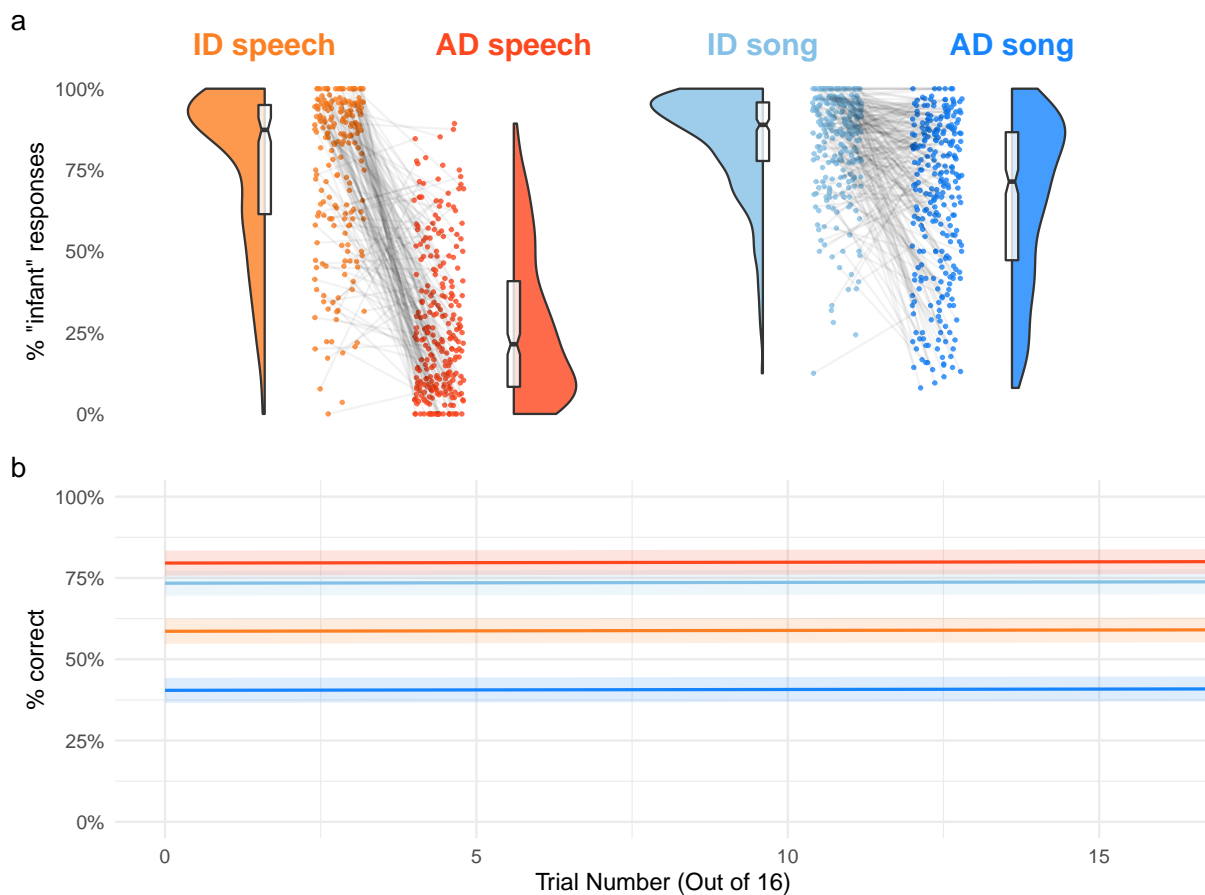 a
ID speech AD speech ID song AD song
100%
75%
50%
25%
0%
% "infant" responses
b
100%
75%
50%
25%
0%
% correct
0 5 10 15
Trial Number (Out of 16)